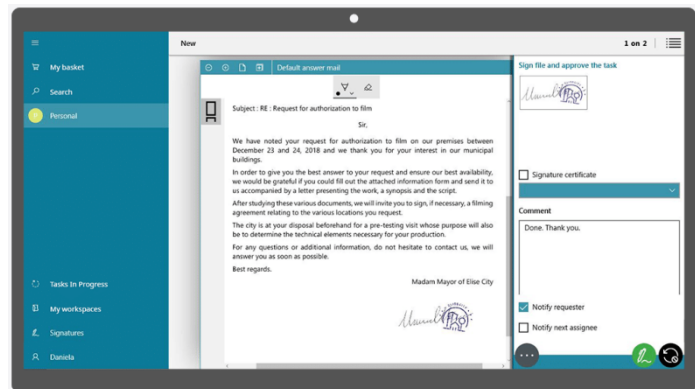 New
1 on 2
My basket
Search
Personal
Tasks In Progress
My workspaces
Signatures
Daniela
Default answer mail
Subject : RE : Request for authorization to film
Sir,
We have noted your request for authorization to film on our premises between
December 23 and 24, 2018 and we thank you for your interest in our municipal
buildings.
In order to give you the best answer to your request and ensure our best availability,
we would be grateful if you could fill out the attached information form and send it to
us accompanied by a letter presenting the work, a synopsis and the script.
After studying these various documents, we will invite you to sign, if necessary, a filming
agreement relating to the various locations you request.
The city is at your disposal beforehand for a pre-testing visit whose purpose will also
be to determine the technical elements necessary for your production.
For any questions or additional information, do not hesitate to contact us, we will
answer you as soon as possible.
Best regards.
Madam Mayor of Elise City
Sign file and approve the task
Signature certificate
Comment
Done. Thank you.
Notify requester
Notify next assignee